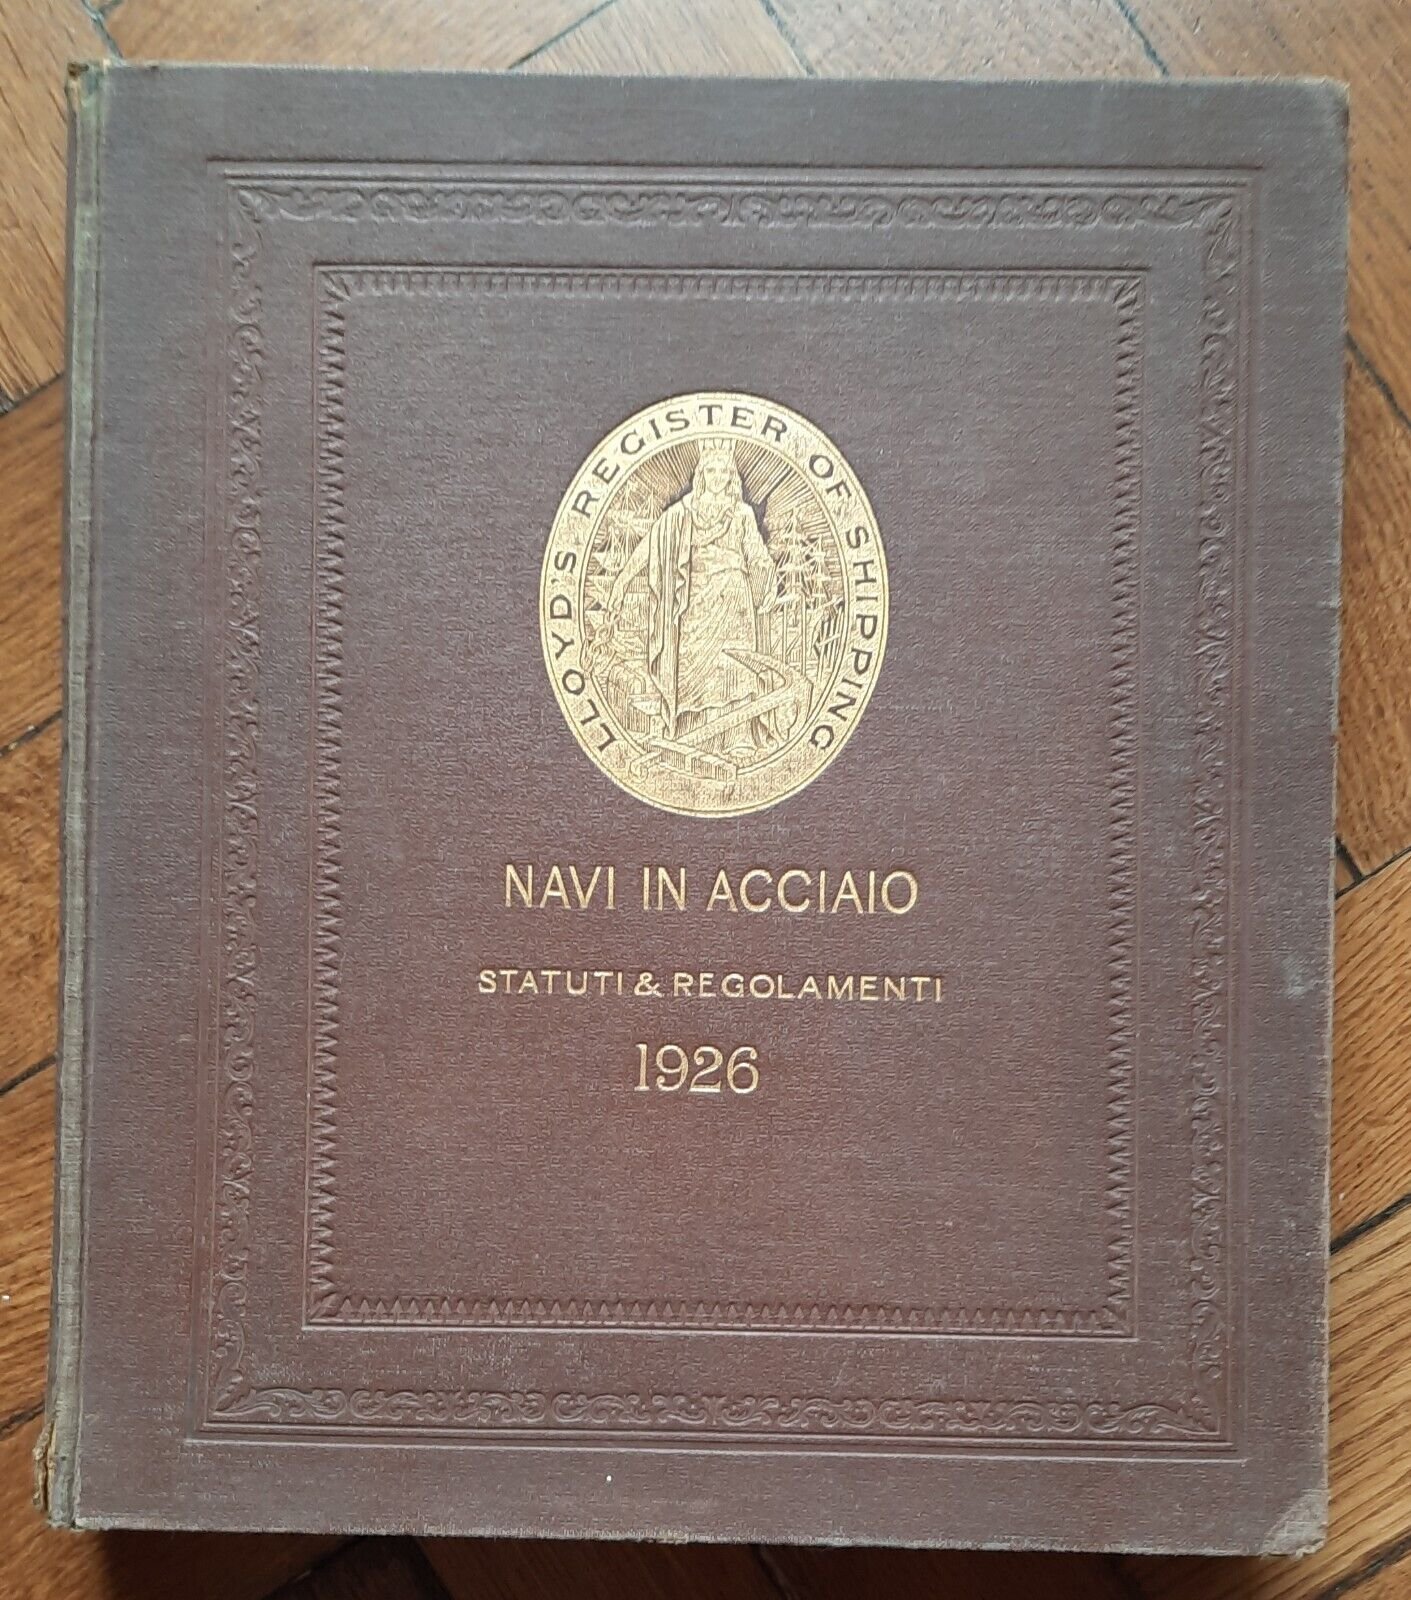 LLOYD'S REGISTER OF SHIPPING
NAVI IN ACCIAIO
STATUTI & REGOLAMENTI
1926